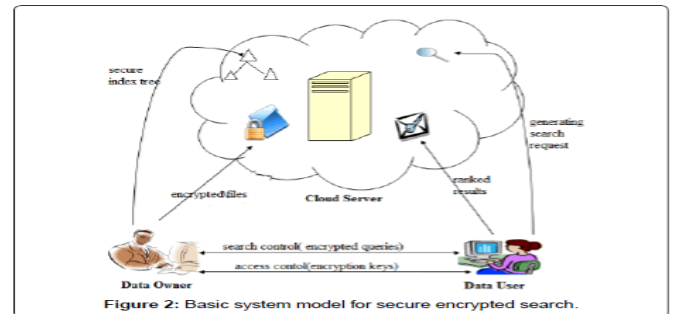 secure
index tree
generating
search
request
encrypted files
ranked
results
Cloud Server
search control( encrypted queries)
access contol(encryption keys)
Data Owner
Data User
Figure 2: Basic system model for secure encrypted search.